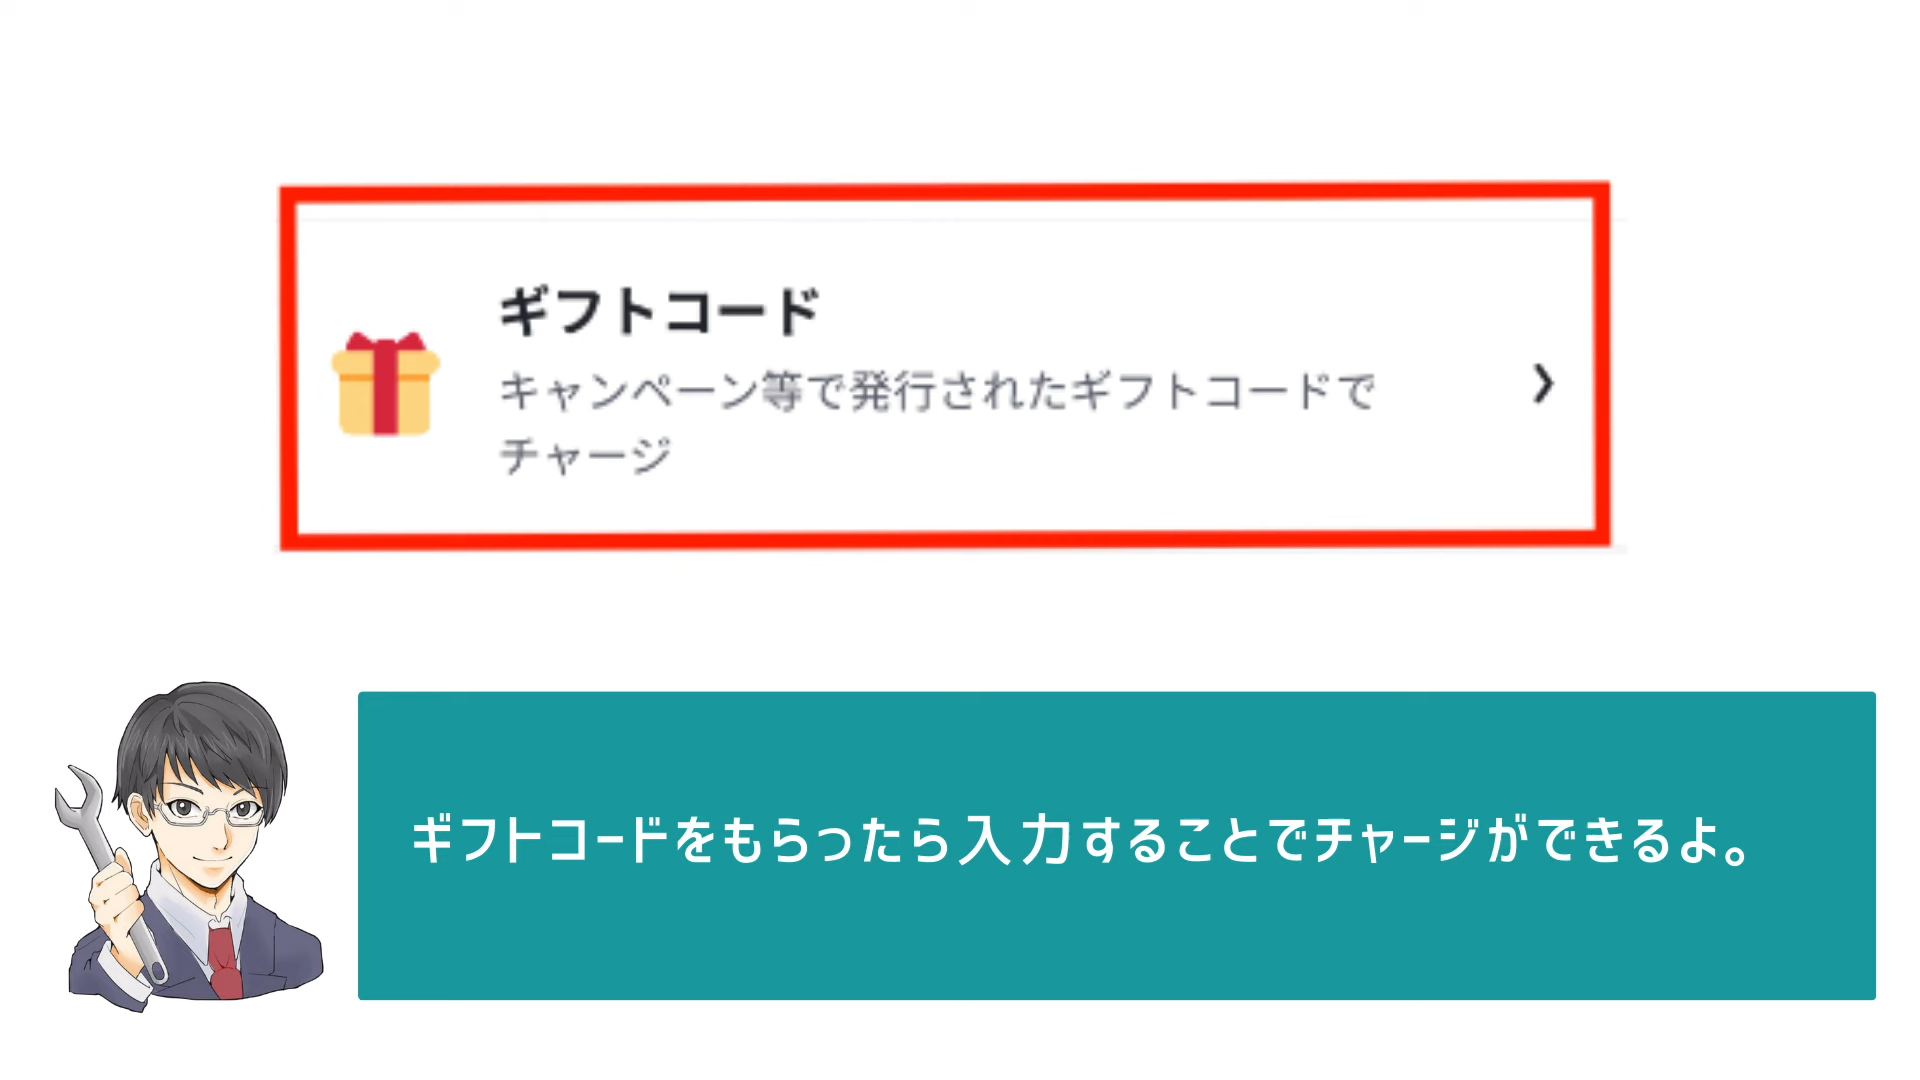 ギフトコード
キャンペーン等で発行されたギフトコードで
チャージ
ギフトコードをもらったら入力することでチャージができるよ。